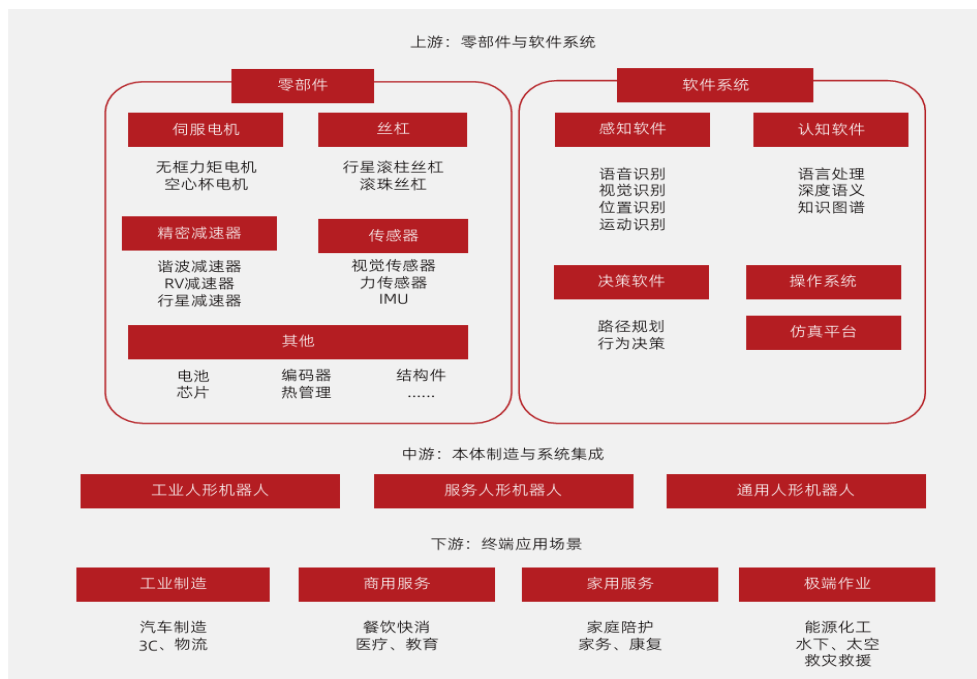 上游：零部件与软件系统
零部件
伺服电机
无框力矩电机
空心杯电机
丝杠
行星滚柱丝杠
滚珠丝杠
精密减速器
谐波减速器
RV减速器
行星减速器
传感器
视觉传感器
力传感器
IMU
其他
电池
芯片
编码器
热管理
结构件
......
软件系统
感知软件
语音识别
视觉识别
位置识别
运动识别
认知软件
语言处理
深度语义
知识图谱
决策软件
路径规划
行为决策
操作系统
仿真平台
中游：本体制造与系统集成
工业人形机器人
服务人形机器人
通用人形机器人
下游：终端应用场景
工业制造
汽车制造
3C、物流
商用服务
餐饮快消
医疗、教育
家用服务
家庭陪护
家务、康复
极端作业
能源化工
水下、太空
救灾救援